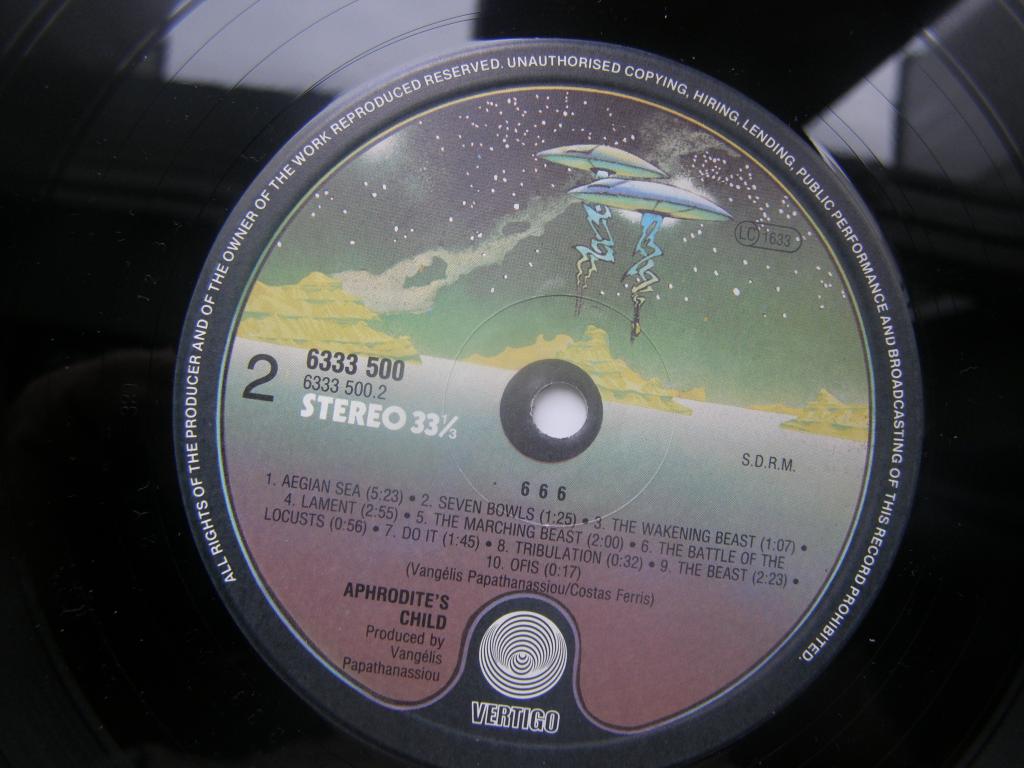 ALL RIGHTS OF THE PRODUCER AND OF THE OWNER OF THE WORK REPRODUCED RESERVED. UNAUTHORISED COPYING, HIRING, LENDING, PUBLIC PERFORMANCE AND BROADCASTING OF THIS RECORD PROHIBITED.
LC 1633
2
6333 500
6333 500.2
STEREO 33⅓
S.D.R.M.
6 6 6
1. AEGIAN SEA (5:23) • 2. SEVEN BOWLS (1:25) • 3. THE WAKENING BEAST (1:07) •
4. LAMENT (2:55) • 5. THE MARCHING BEAST (2:00) • 6. THE BATTLE OF THE
LOCUSTS (0:56) • 7. DO IT (1:45) • 8. TRIBULATION (0:32) • 9. THE BEAST (2:23) •
10. OFIS (0:17)
(Vangélis Papathanassiou/Costas Ferris)
APHRODITE'S
CHILD
Produced by
Vangélis
Papathanassiou
VERTIGO